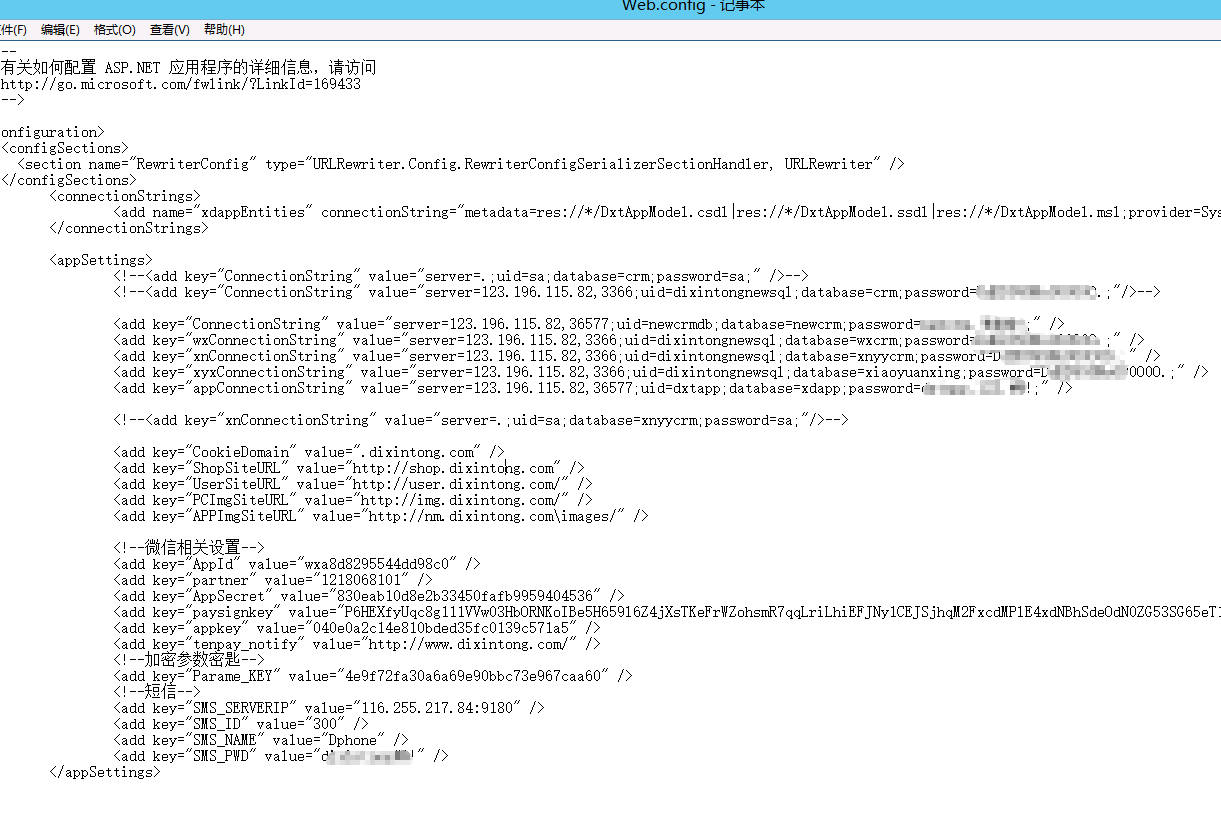 Web.config - 记事本
件(F) 编辑(E) 格式(O) 查看(V) 帮助(H)
--
有关如何配置 ASP.NET 应用程序的详细信息，请访问
http://go.microsoft.com/fwlink/?LinkId=169433
-->
onfiguration>
<configSections>
<section name="RewriterConfig" type="URLRewriter.Config.RewriterConfigSerializerSectionHandler, URLRewriter" />
</configSections>
<connectionStrings>
<add name="xdappEntities" connectionString="metadata=res://*/DxtAppModel.csdl|res://*/DxtAppModel.ssdl|res://*/DxtAppModel.msl;provider=Sys
</connectionStrings>
<appSettings>
<!--<add key="ConnectionString" value="server=.;uid=sa;database=crm;password=sa;" />-->
<!--<add key="ConnectionString" value="server=123.196.115.82,3366;uid=dixintongnewsql;database=crm;password= .;"/>-->
<add key="ConnectionString" value="server=123.196.115.82,36577;uid=newcrmdb;database=newcrm;password= ;" />
<add key="wxConnectionString" value="server=123.196.115.82,3366;uid=dixintongnewsql;database=wxcrm;password= .;" />
<add key="xnConnectionString" value="server=123.196.115.82,3366;uid=dixintongnewsql;database=xnyycrm;password=D " />
<add key="xyxConnectionString" value="server=123.196.115.82,3366;uid=dixintongnewsql;database=xiaoyuanxing;password=D 0000.;" />
<add key="appConnectionString" value="server=123.196.115.82,36577;uid=dxtapp;database=xdapp;password=d !;" />
<!--<add key="xnConnectionString" value="server=.;uid=sa;database=xnyycrm;password=sa;"/>-->
<add key="CookieDomain" value=".dixintong.com" />
<add key="ShopSiteURL" value="http://shop.dixintong.com" />
<add key="UserSiteURL" value="http://user.dixintong.com/" />
<add key="PCImgSiteURL" value="http://img.dixintong.com/" />
<add key="APPImgSiteURL" value="http://nm.dixintong.com\images/" />
<!--微信相关设置-->
<add key="AppId" value="wxa8d8295544dd98c0" />
<add key="partner" value="1218068101" />
<add key="AppSecret" value="830eab10d8e2b33450fafb9959404536" />
<add key="paysignkey" value="P6HEXfyUqc8g111VVw03HbORNKoIBe5H65916Z4jXsTKeFrWZohsmR7qqLriLhiEFJNy1CEJSjhqM2FxcdMP1E4xdNBhSdeOdN0ZG53SG65eT1
<add key="appkey" value="040e0a2c14e810bded35fc0139c571a5" />
<add key="tenpay_notify" value="http://www.dixintong.com/" />
<!--加密参数密匙-->
<add key="Parame_KEY" value="4e9f72fa30a6a69e90bbc73e967caa60" />
<!--短信-->
<add key="SMS_SERVERIP" value="116.255.217.84:9180" />
<add key="SMS_ID" value="300" />
<add key="SMS_NAME" value="Dphone" />
<add key="SMS_PWD" value="d !" />
</appSettings>